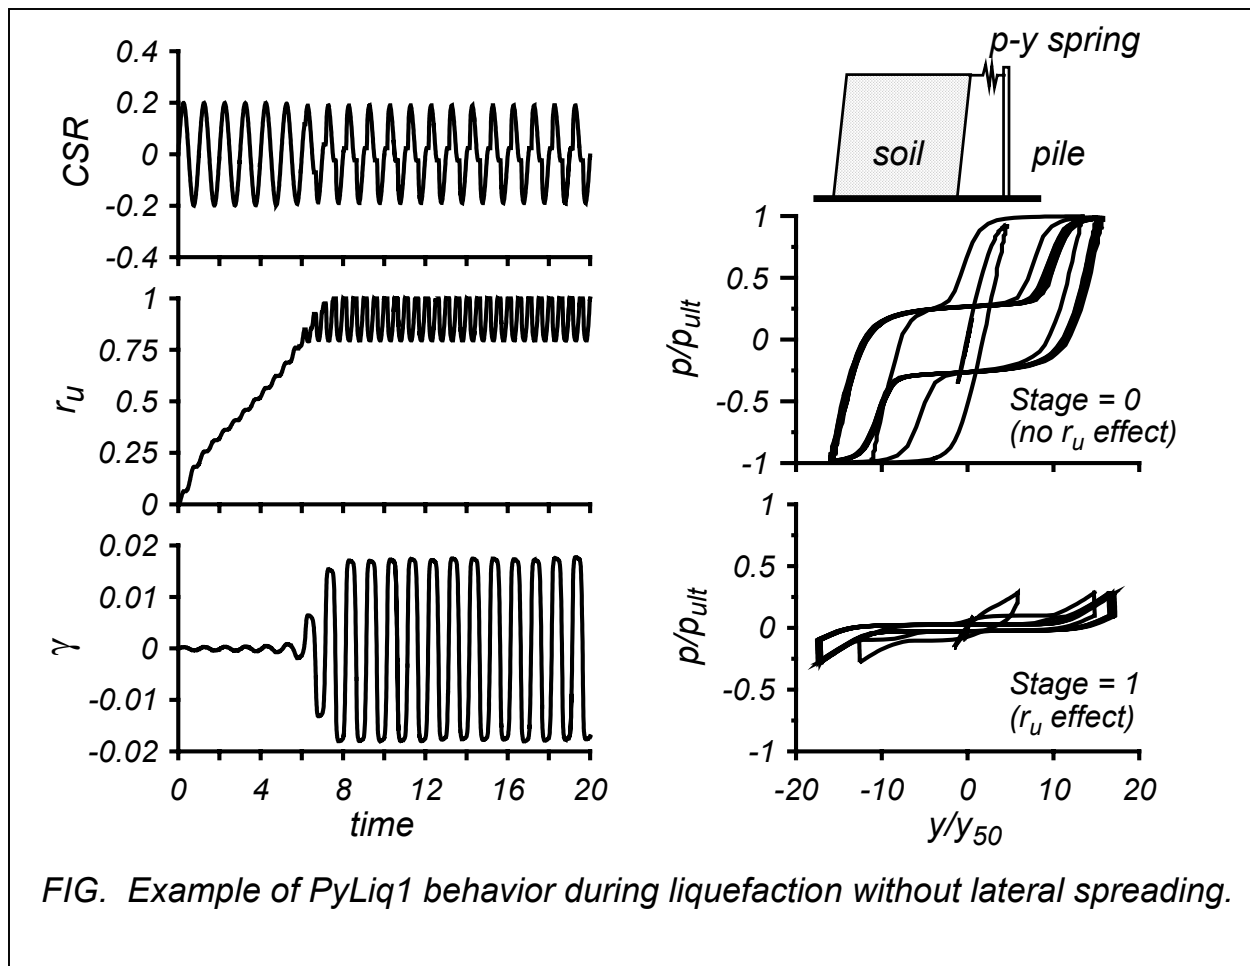 0.4
0.2
0
-0.2
-0.4
CSR
1
0.75
0.5
0.25
0
r_u
0.02
0.01
0
-0.01
-0.02
γ
0 4 8 12 16 20
time
p-y spring
soil
pile
1
0.5
0
-0.5
-1
p/p_ult
Stage = 0
(no r_u effect)
1
0.5
0
-0.5
-1
p/p_ult
Stage = 1
(r_u effect)
-20 -10 0 10 20
y/y_50
FIG. Example of PyLiq1 behavior during liquefaction without lateral spreading.